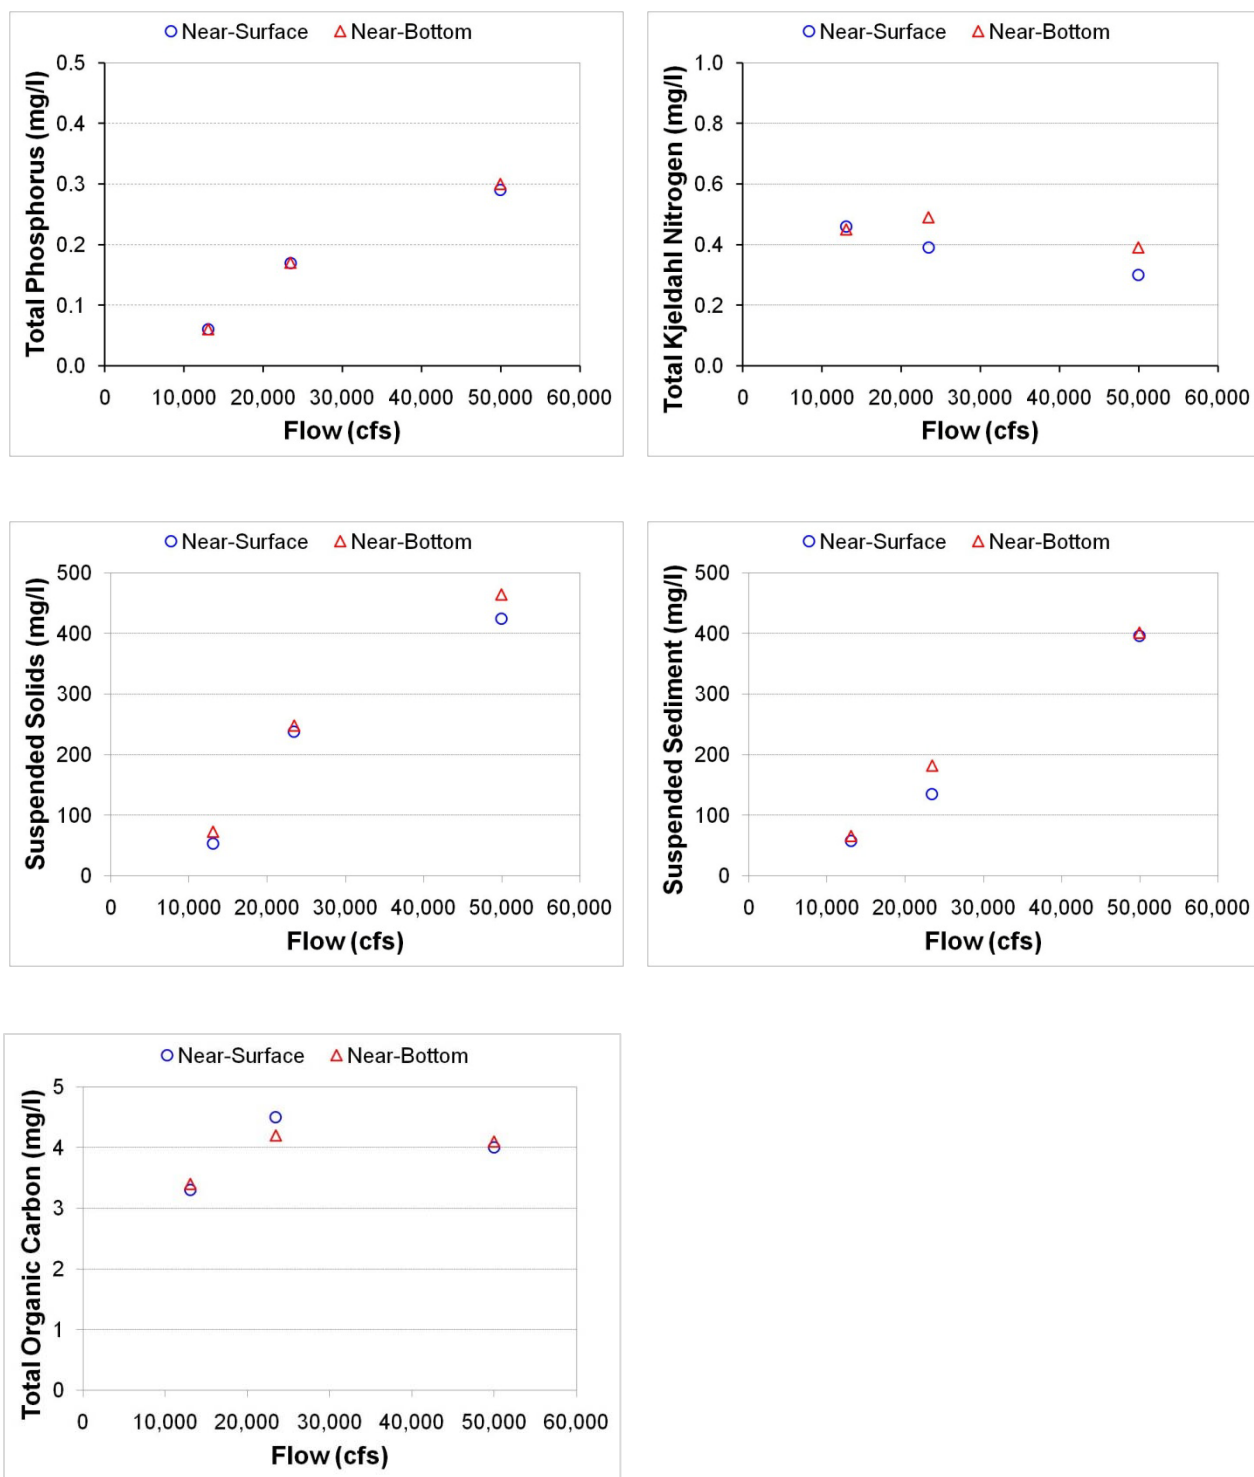 Near-Surface Near-Bottom
Total Phosphorus (mg/l)
0.5
0.4
0.3
0.2
0.1
0.0
0 10,000 20,000 30,000 40,000 50,000 60,000
Flow (cfs)
Near-Surface Near-Bottom
Total Kjeldahl Nitrogen (mg/l)
1.0
0.8
0.6
0.4
0.2
0.0
0 10,000 20,000 30,000 40,000 50,000 60,000
Flow (cfs)
Near-Surface Near-Bottom
Suspended Solids (mg/l)
500
400
300
200
100
0
0 10,000 20,000 30,000 40,000 50,000 60,000
Flow (cfs)
Near-Surface Near-Bottom
Suspended Sediment (mg/l)
500
400
300
200
100
0
0 10,000 20,000 30,000 40,000 50,000 60,000
Flow (cfs)
Near-Surface Near-Bottom
Total Organic Carbon (mg/l)
5
4
3
2
1
0
0 10,000 20,000 30,000 40,000 50,000 60,000
Flow (cfs)